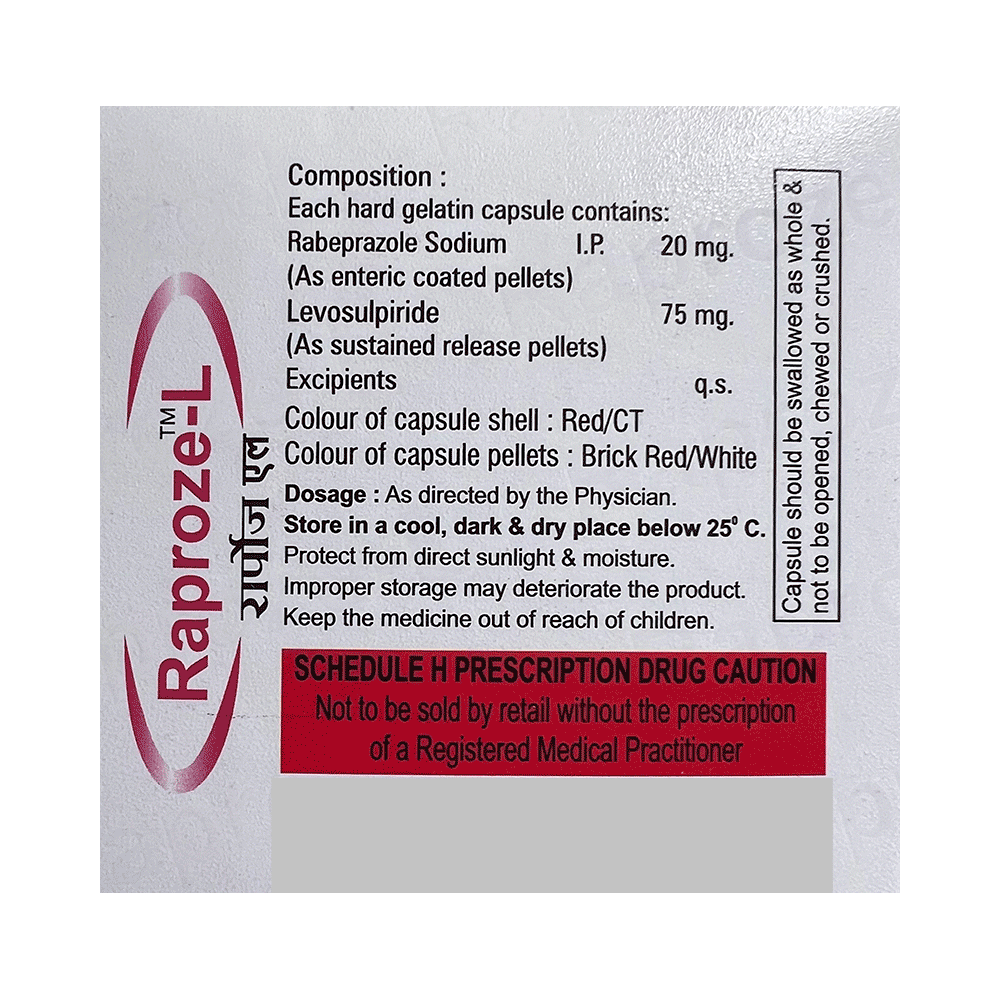 Raproze-L™
रापोज एल
Composition :
Each hard gelatin capsule contains:
Rabeprazole Sodium I.P. 20 mg.
(As enteric coated pellets)
Levosulpiride 75 mg.
(As sustained release pellets)
Excipients q.s.
Colour of capsule shell : Red/CT
Colour of capsule pellets : Brick Red/White
Dosage : As directed by the Physician.
Store in a cool, dark & dry place below 25⁰ C.
Protect from direct sunlight & moisture.
Improper storage may deteriorate the product.
Keep the medicine out of reach of children.
Capsule should be swallowed as whole &
not to be opened, chewed or crushed.
SCHEDULE H PRESCRIPTION DRUG CAUTION
Not to be sold by retail without the prescription
of a Registered Medical Practitioner